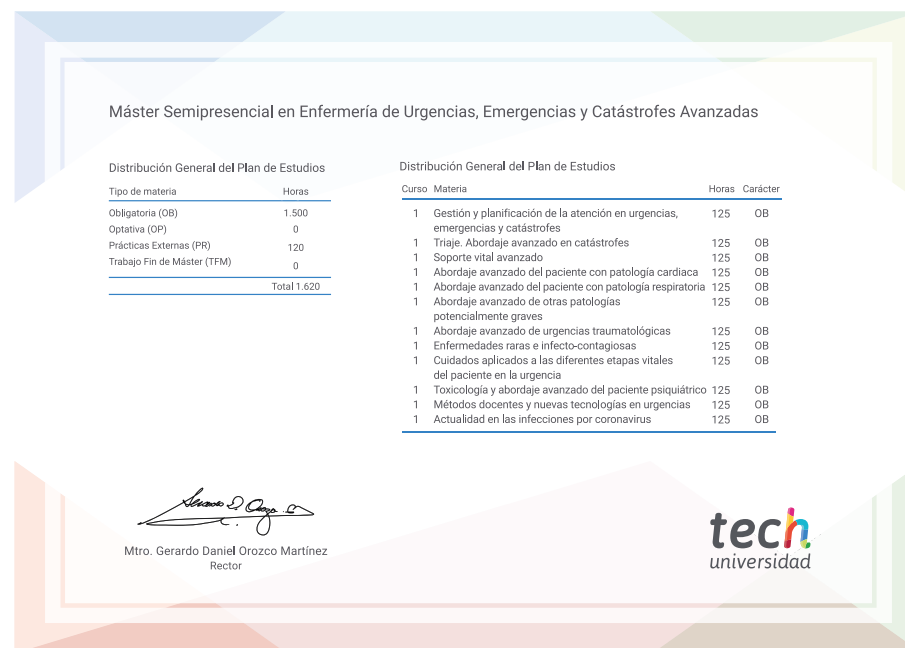 Máster Semipresencial en Enfermería de Urgencias, Emergencias y Catástrofes Avanzadas
Distribución General del Plan de Estudios
Tipo de materia Horas
Obligatoria (OB) 1.500
Optativa (OP) 0
Prácticas Externas (PR) 120
Trabajo Fin de Máster (TFM) 0
Total 1.620
Distribución General del Plan de Estudios
Curso Materia Horas Carácter
1 Gestión y planificación de la atención en urgencias, 125 OB
emergencias y catástrofes
1 Triaje. Abordaje avanzado en catástrofes 125 OB
1 Soporte vital avanzado 125 OB
1 Abordaje avanzado del paciente con patología cardiaca 125 OB
1 Abordaje avanzado del paciente con patología respiratoria 125 OB
1 Abordaje avanzado de otras patologías 125 OB
potencialmente graves
1 Abordaje avanzado de urgencias traumatológicas 125 OB
1 Enfermedades raras e infecto-contagiosas 125 OB
1 Cuidados aplicados a las diferentes etapas vitales 125 OB
del paciente en la urgencia
1 Toxicología y abordaje avanzado del paciente psiquiátrico 125 OB
1 Métodos docentes y nuevas tecnologías en urgencias 125 OB
1 Actualidad en las infecciones por coronavirus 125 OB
Mtro. Gerardo Daniel Orozco Martínez
Rector
tech
universidad